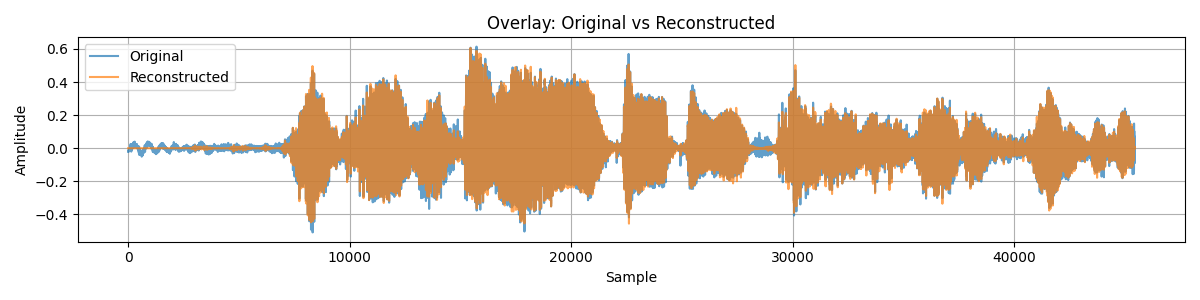 Overlay: Original vs Reconstructed
Original
Reconstructed
Amplitude
0.6
0.4
0.2
0.0
−0.2
−0.4
0 10000 20000 30000 40000
Sample